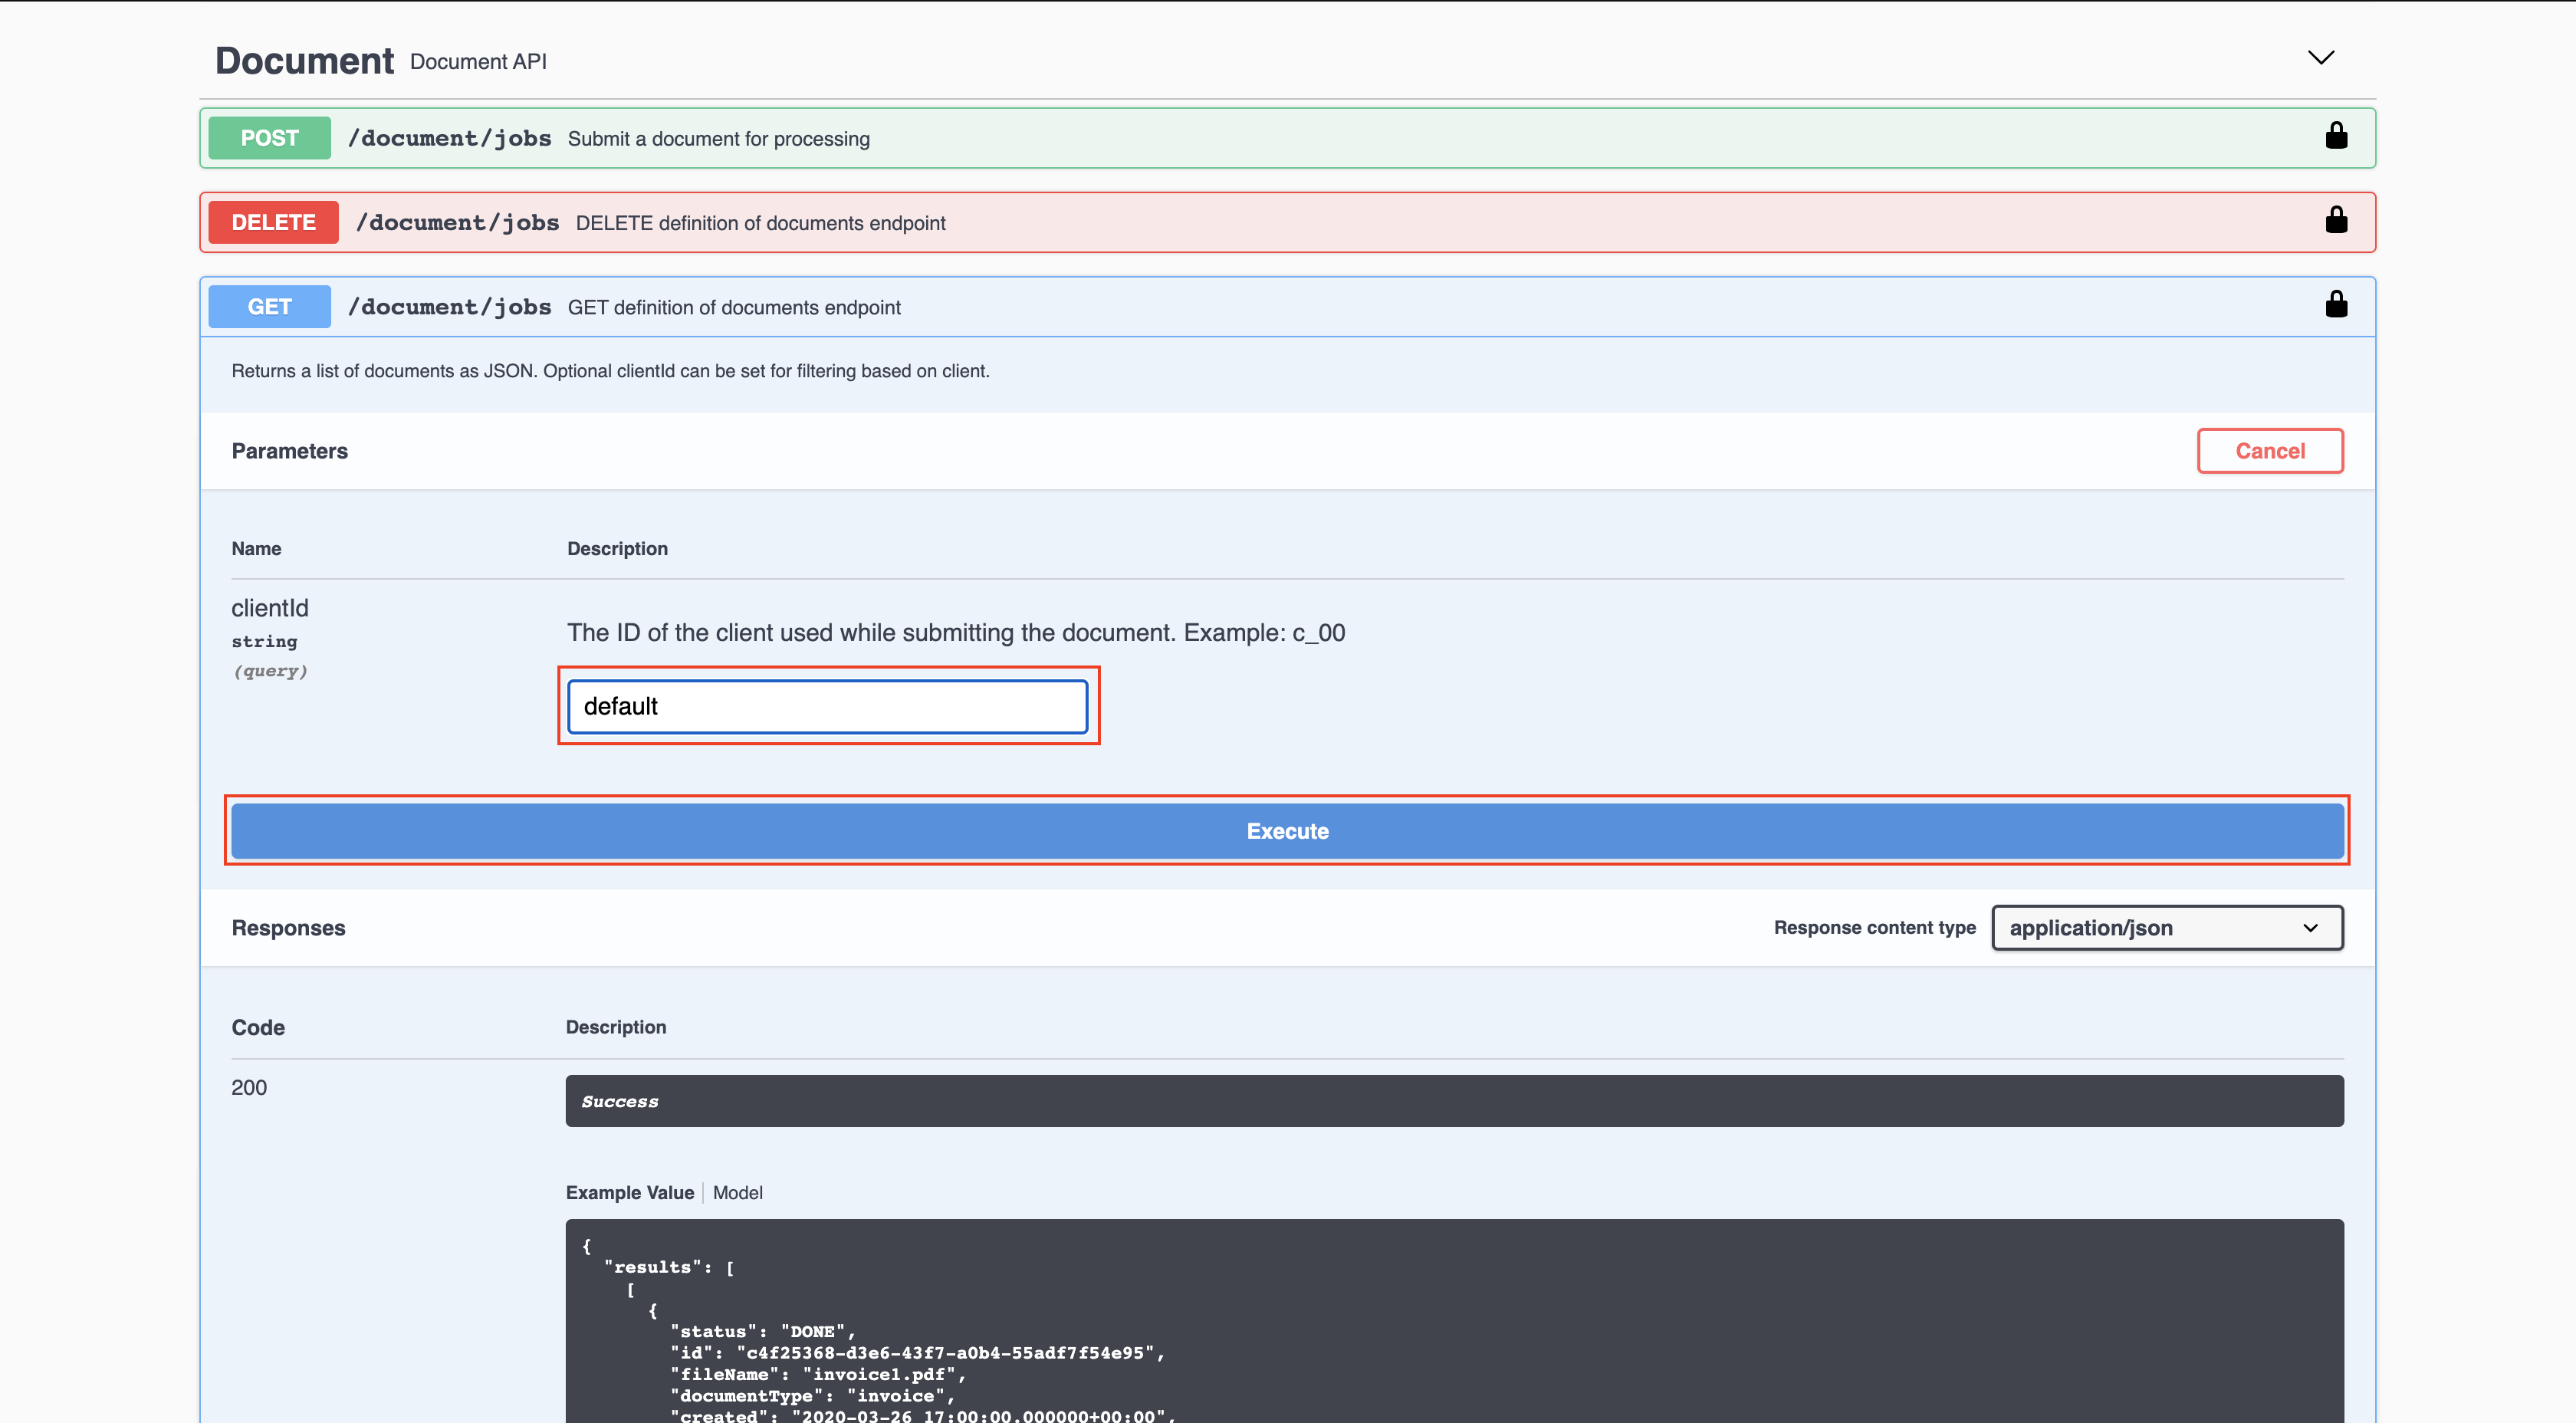 Document Document API
POST /document/jobs Submit a document for processing
DELETE /document/jobs DELETE definition of documents endpoint
GET /document/jobs GET definition of documents endpoint
Returns a list of documents as JSON. Optional clientId can be set for filtering based on client.
Parameters Cancel
Name Description
clientId
string
(query)
The ID of the client used while submitting the document. Example: c_00
default
Execute
Responses Response content type application/json
Code Description
200 Success
Example Value Model
{
"results": [
[
{
"status": "DONE",
"id": "c4f25368-d3e6-43f7-a0b4-55adf7f54e95",
"fileName": "invoice1.pdf",
"documentType": "invoice",
"created": "2020-03-26 17:00:00.000000+00:00",